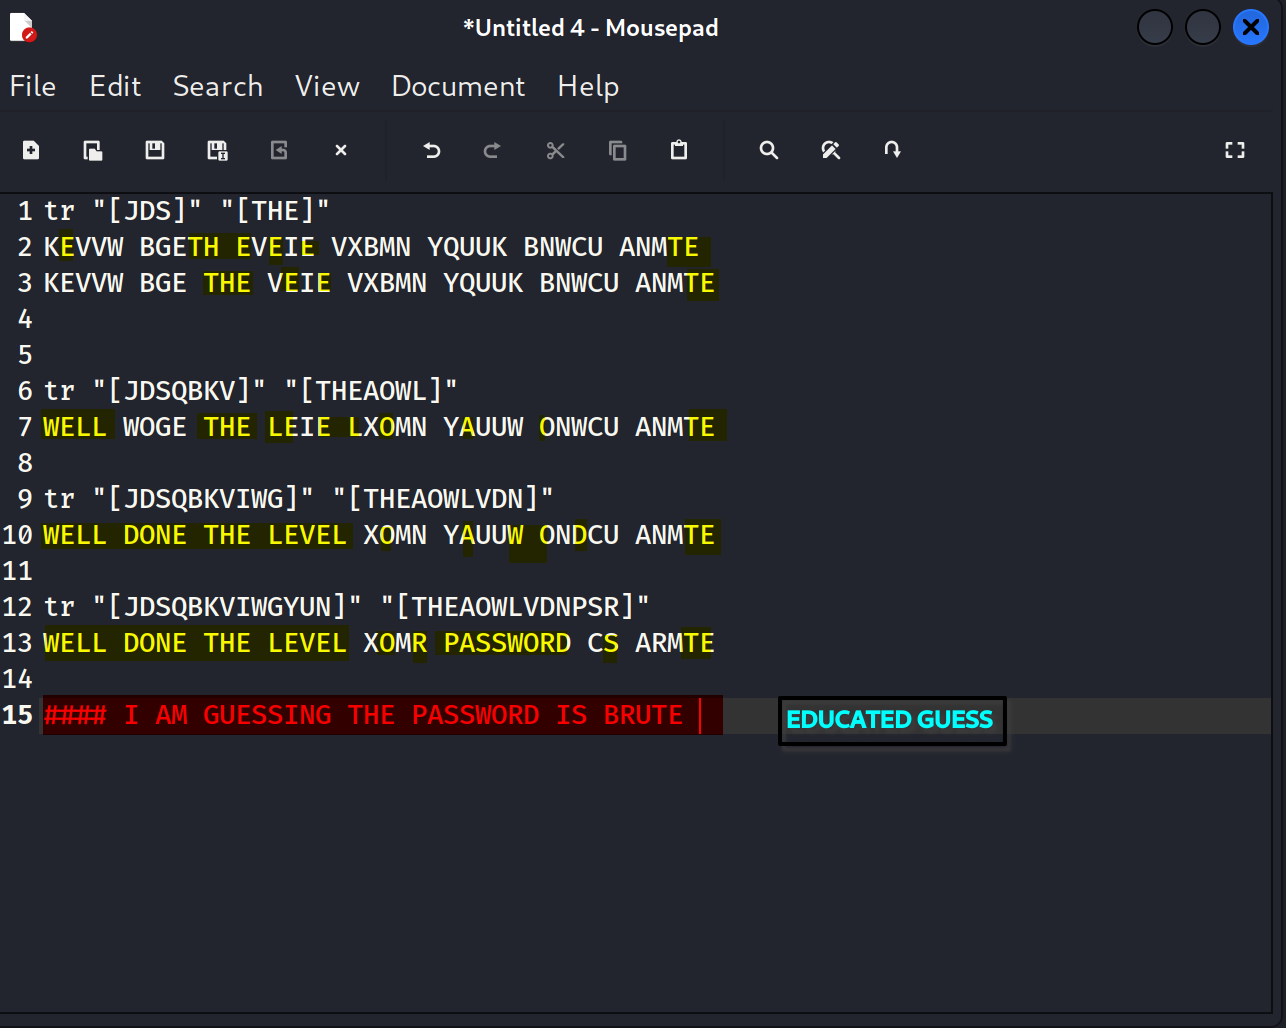 *Untitled 4 - Mousepad
File Edit Search View Document Help
1 tr "[JDS]" "[THE]"
2 KEVVW BGETH EVEIE VXBMN YQUUK BNWCU ANMTE
3 KEVVW BGE THE VEIE VXBMN YQUUK BNWCU ANMTE
4
5
6 tr "[JDSQBKV]" "[THEAOWL]"
7 WELL WOGE THE LEIE LXOMN YAUUW ONWCU ANMTE
8
9 tr "[JDSQBKVIWG]" "[THEAOWLVDN]"
10 WELL DONE THE LEVEL XOMN YAUUW ONDCU ANMTE
11
12 tr "[JDSQBKVIWGYUN]" "[THEAOWLVDNPSR]"
13 WELL DONE THE LEVEL XOMR PASSWORD CS ARMTE
14
15 #### I AM GUESSING THE PASSWORD IS BRUTE
EDUCATED GUESS